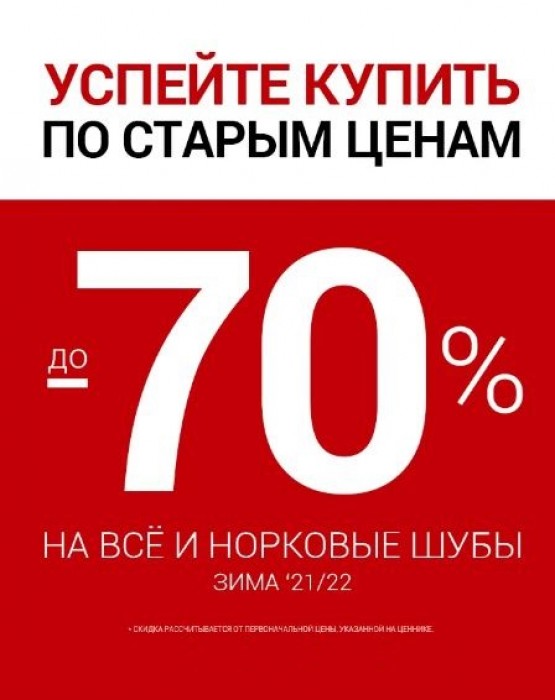 УСПЕЙТЕ КУПИТЬ
ПО СТАРЫМ ЦЕНАМ
ДО -70%
НА ВСЁ И НОРКОВЫЕ ШУБЫ
ЗИМА ‘21/22
* СКИДКА РАССЧИТЫВАЕТСЯ ОТ ПЕРВОНАЧАЛЬНОЙ ЦЕНЫ, УКАЗАННОЙ НА ЦЕННИКЕ.